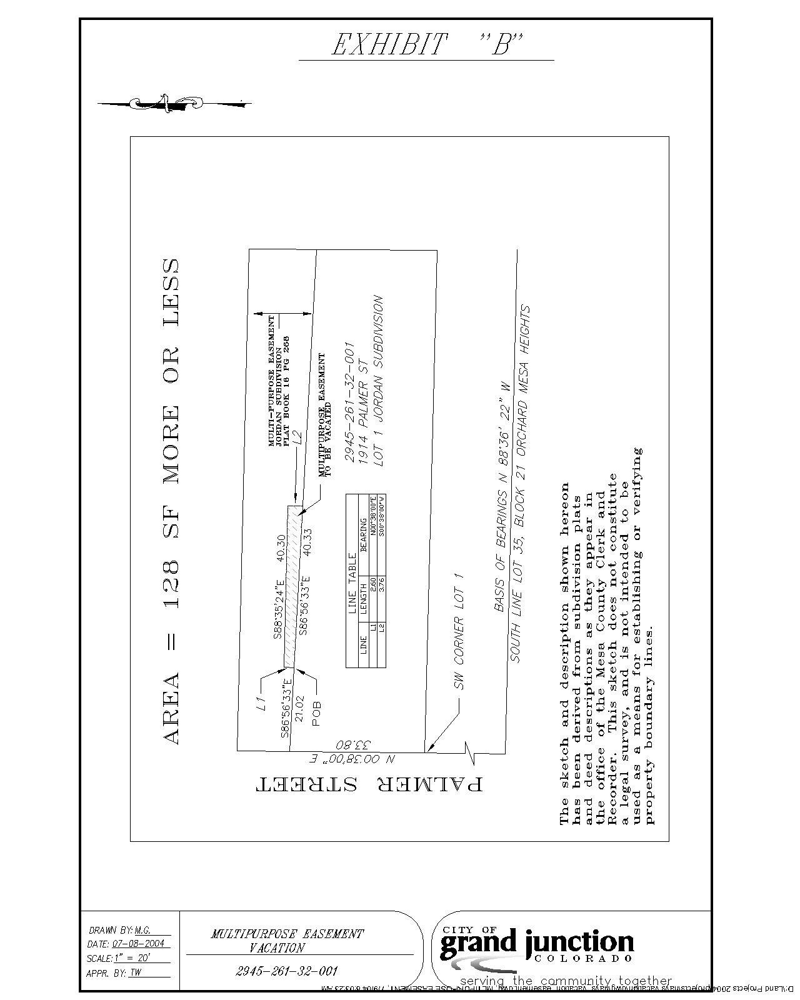 EXHIBIT "B"
AREA = 128 SF MORE OR LESS
MULTI-PURPOSE EASEMENT
JORDAN SUBDIVISION
PLAT BOOK 16 PG 268
L2
MULTIPURPOSE EASEMENT
TO BE VACATED
2945-261-32-001
1914 PALMER ST
LOT 1 JORDAN SUBDIVISION
S88°35'24"E 40.30
S86°56'33"E 40.33
L1
S86°56'33"E
21.02
POB
LINE TABLE
LINE LENGTH BEARING
L1 2.60 N00°38'00"E
L2 3.76 S00°38'00"W
SW CORNER LOT 1
BASIS OF BEARINGS N 88°36' 22" W
SOUTH LINE LOT 35, BLOCK 21 ORCHARD MESA HEIGHTS
33.80
N 00°38'00" E
PALMER STREET
The sketch and description shown hereon
has been derived from subdivision plats
and deed descriptions as they appear in
the office of the Mesa County Clerk and
Recorder. This sketch does not constitute
a legal survey, and is not intended to be
used as a means for establishing or verifying
property boundary lines.
DRAWN BY: M.G.
DATE: 07-08-2004
SCALE: 1" = 20'
APPR. BY: TW
MULTIPURPOSE EASEMENT
VACATION
2945-261-32-001
CITY OF
grand junction
COLORADO
serving the community together